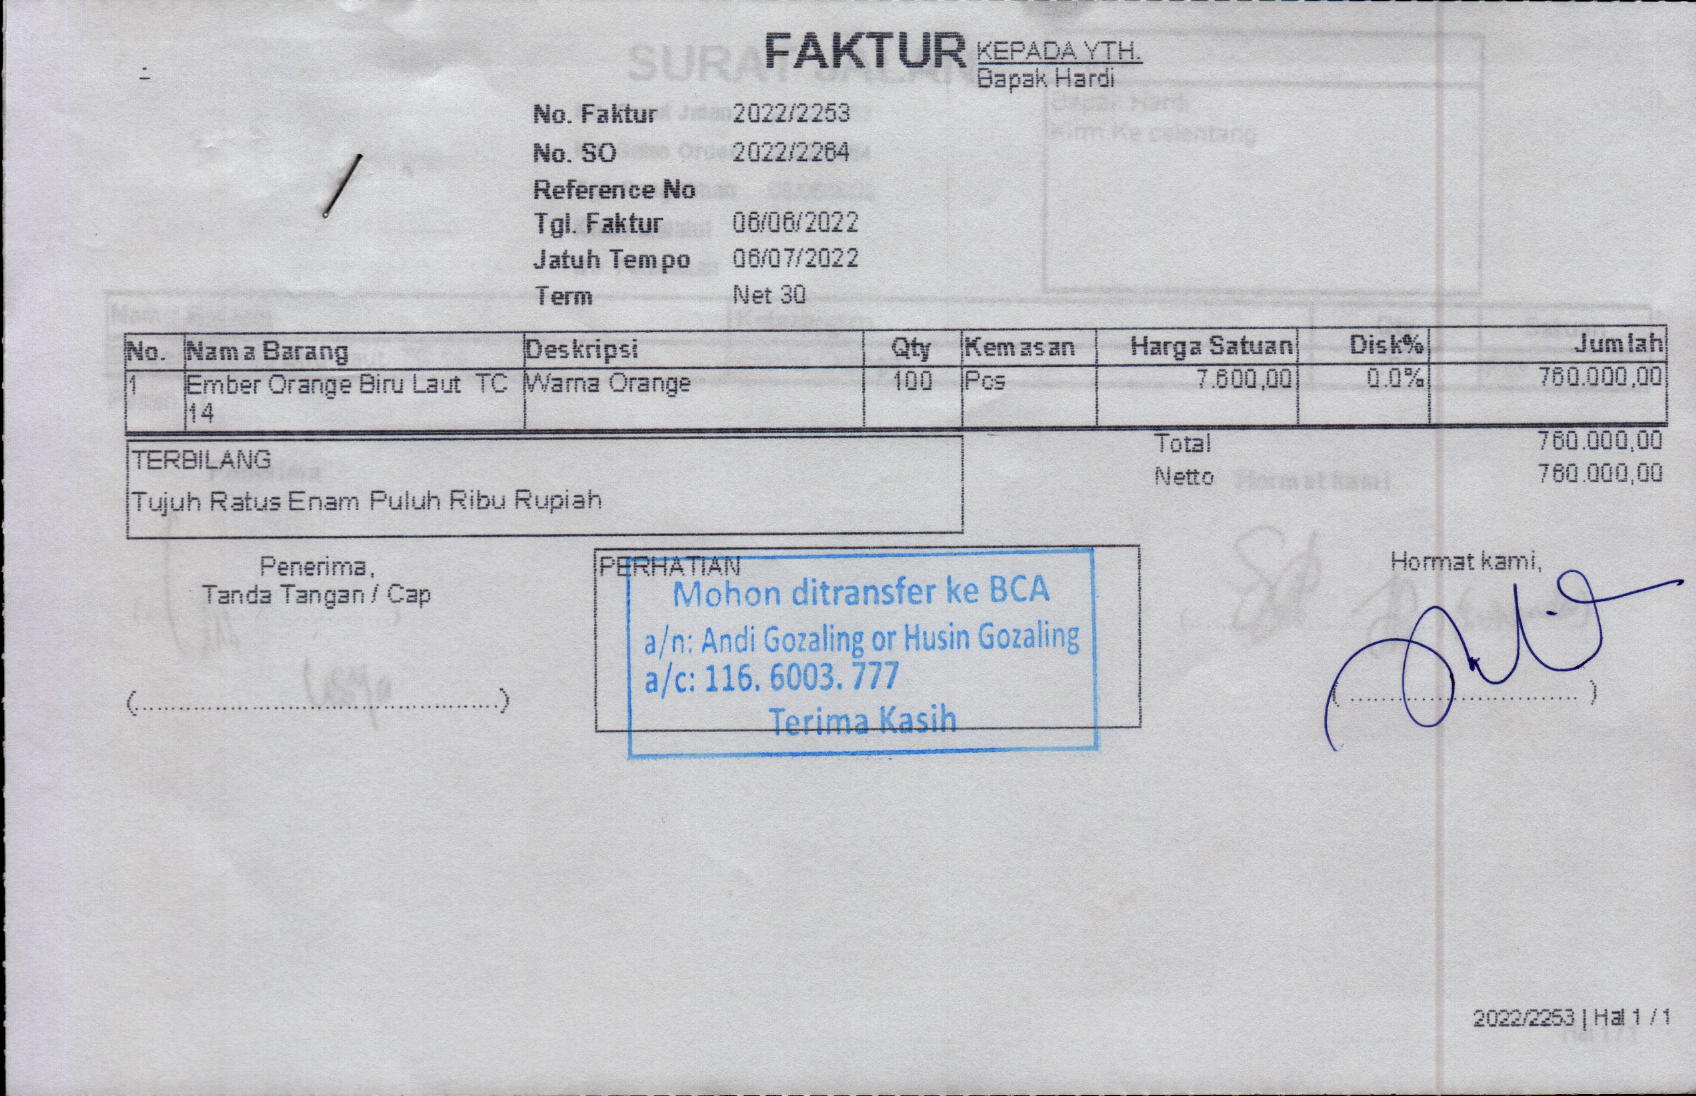 FAKTUR
KEPADA YTH.
Bapak Hardi
No. Faktur 2022/2253
No. SO 2022/2264
Reference No
Tgl. Faktur 06/06/2022
Jatuh Tempo 06/07/2022
Term Net 30
No. Nama Barang Deskripsi Qty Kemasan Harga Satuan Disk% Jumlah
1 Ember Orange Biru Laut TC Warna Orange 100 Pcs 7.600,00 0.0% 760.000,00
14
Total 760.000,00
Netto 760.000,00
TERBILANG
Tujuh Ratus Enam Puluh Ribu Rupiah
Penerima,
Tanda Tangan / Cap
PERHATIAN
Mohon ditransfer ke BCA
a/n: Andi Gozaling or Husin Gozaling
a/c: 116. 6003. 777
Terima Kasih
Hormat kami,
2022/2253 | Hal 1 / 1